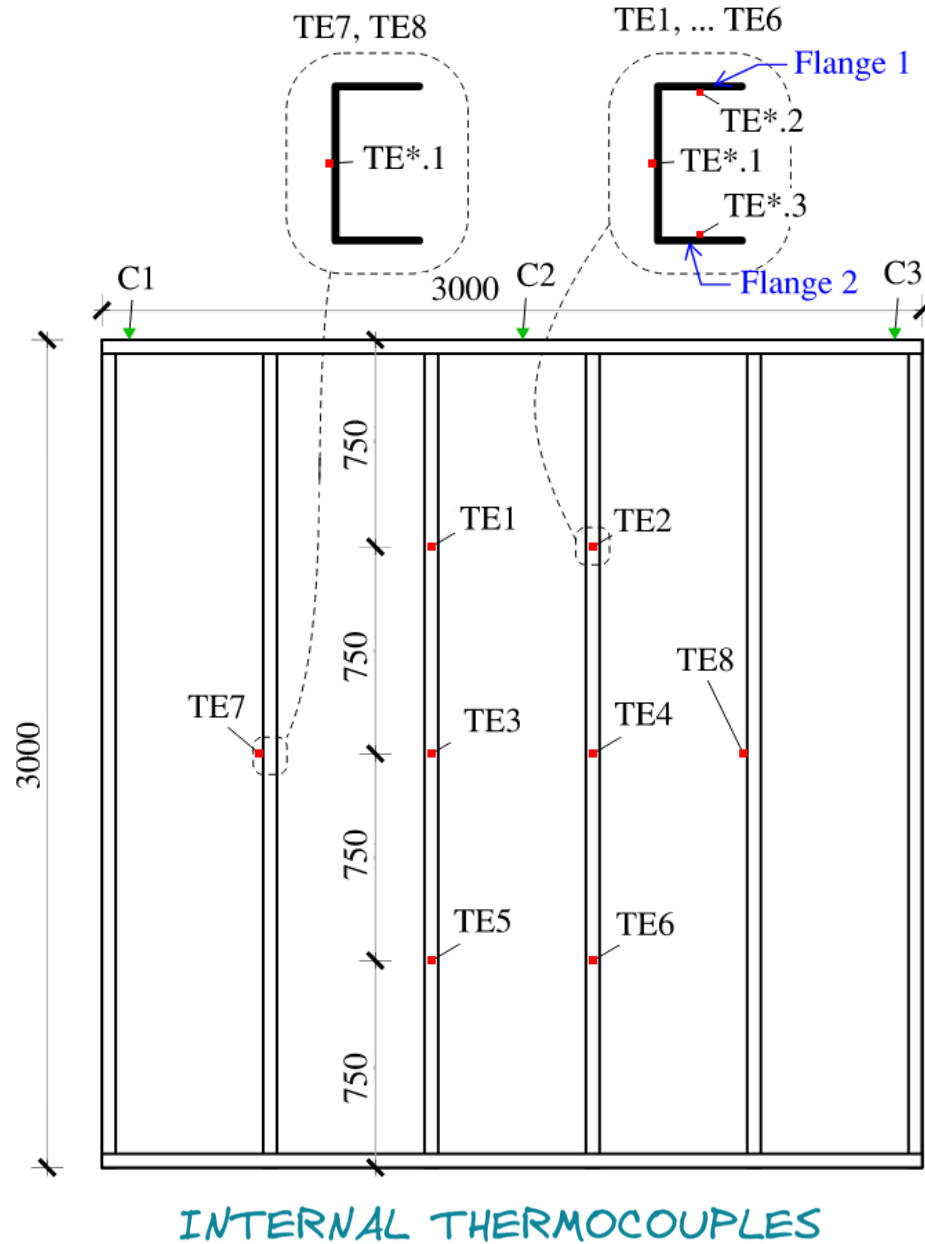 TE7, TE8
TE1, ... TE6
Flange 1
TE*.2
TE*.1
TE*.1
TE*.3
Flange 2
C1
3000
C2
C3
750
TE1
TE2
750
TE8
TE7
TE3
TE4
3000
750
TE5
TE6
750
INTERNAL THERMOCOUPLES